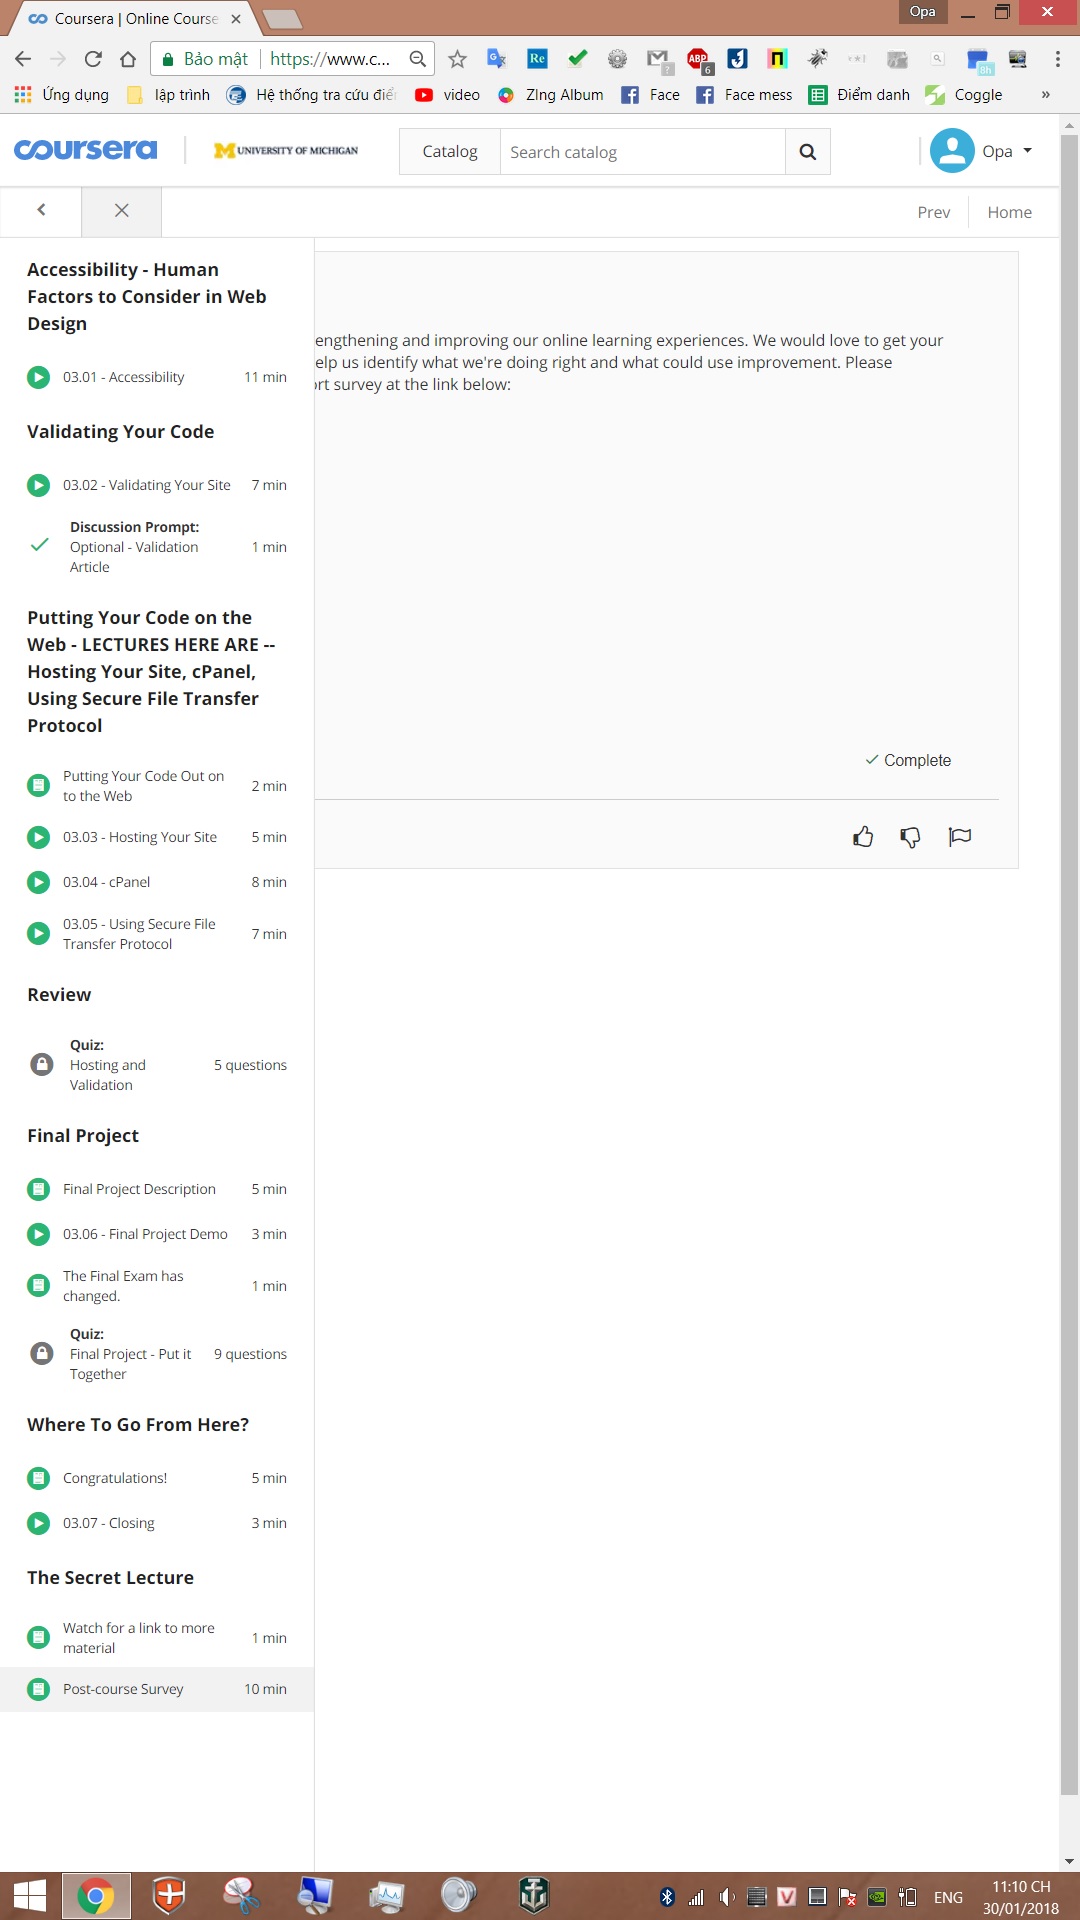 Coursera | Online Course
Opa
Bảo mật
https://www.c...
Re
?
ABP
6
8h
Ứng dụng
lập trình
Hệ thống tra cứu điể
video
ZIng Album
Face
Face mess
Điểm danh
Coggle
»
coursera
M UNIVERSITY OF MICHIGAN
Catalog
Search catalog
Opa
Prev
Home
Accessibility - Human
Factors to Consider in Web
Design
03.01 - Accessibility 11 min
Validating Your Code
03.02 - Validating Your Site 7 min
Discussion Prompt:
Optional - Validation 1 min
Article
Putting Your Code on the
Web - LECTURES HERE ARE --
Hosting Your Site, cPanel,
Using Secure File Transfer
Protocol
Putting Your Code Out on
to the Web 2 min
03.03 - Hosting Your Site 5 min
03.04 - cPanel 8 min
03.05 - Using Secure File
Transfer Protocol 7 min
Review
Quiz:
Hosting and 5 questions
Validation
Final Project
Final Project Description 5 min
03.06 - Final Project Demo 3 min
The Final Exam has
changed. 1 min
Quiz:
Final Project - Put it 9 questions
Together
Where To Go From Here?
Congratulations! 5 min
03.07 - Closing 3 min
The Secret Lecture
Watch for a link to more
material 1 min
Post-course Survey 10 min
engthening and improving our online learning experiences. We would love to get your
elp us identify what we're doing right and what could use improvement. Please
rt survey at the link below:
Complete
ENG
11:10 CH
30/01/2018